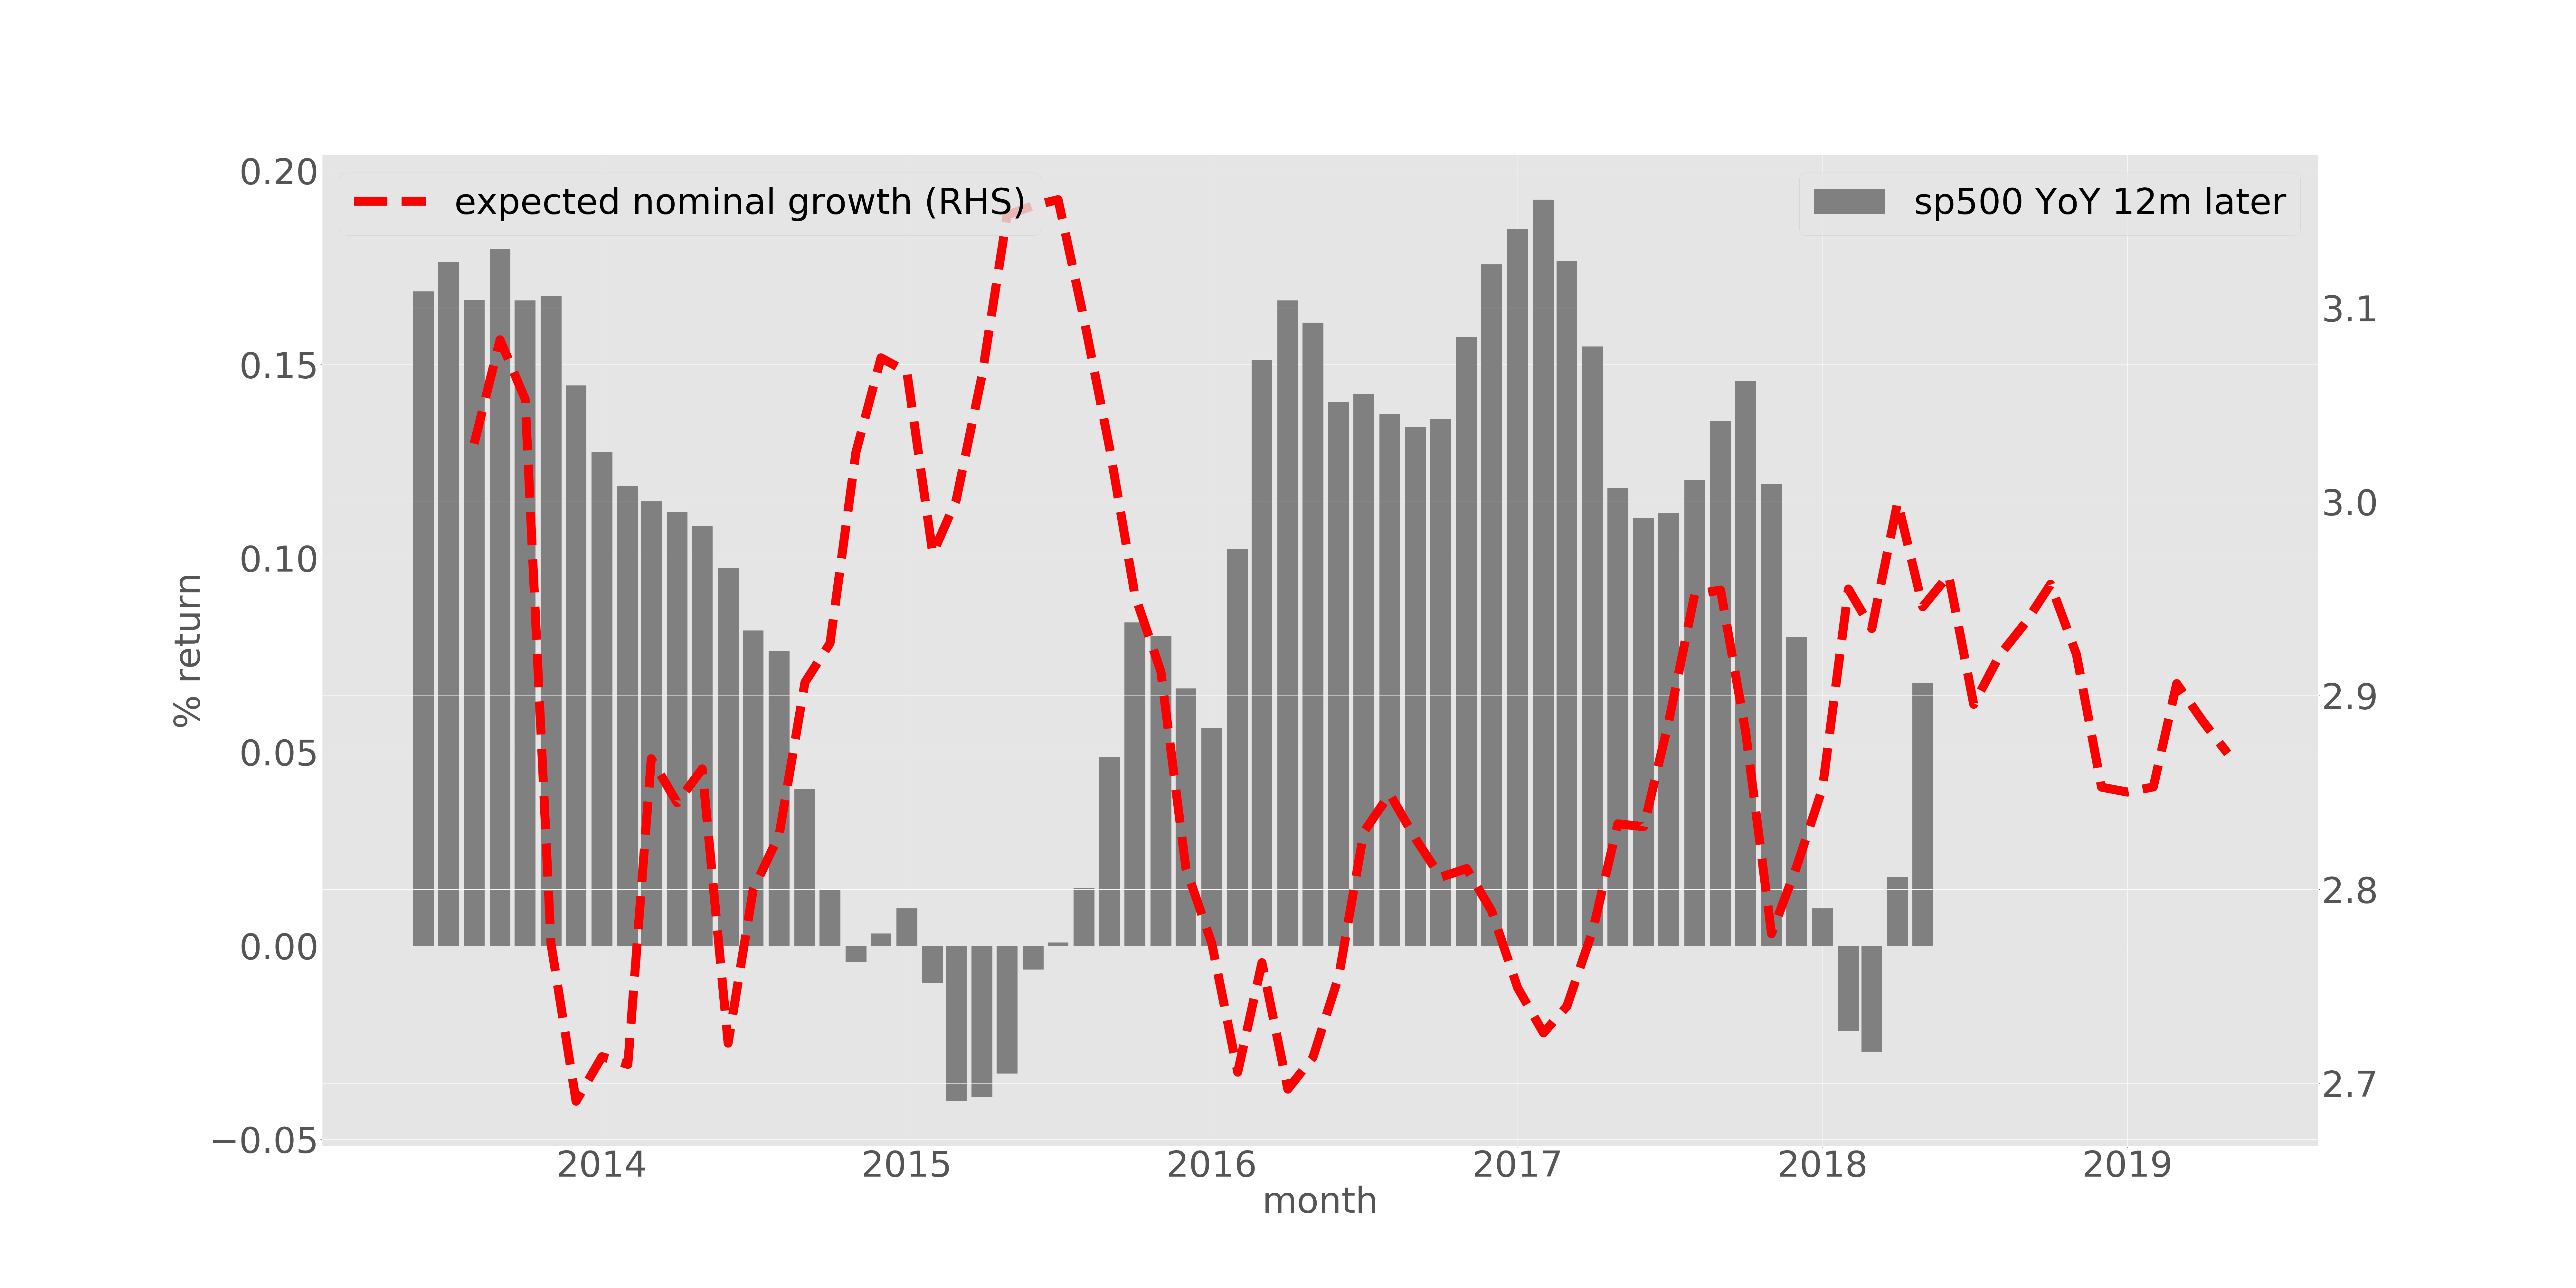 expected nominal growth (RHS)
sp500 YoY 12m later
0.20
0.15
0.10
0.05
0.00
−0.05
% return
3.1
3.0
2.9
2.8
2.7
2014 2015 2016 2017 2018 2019
month